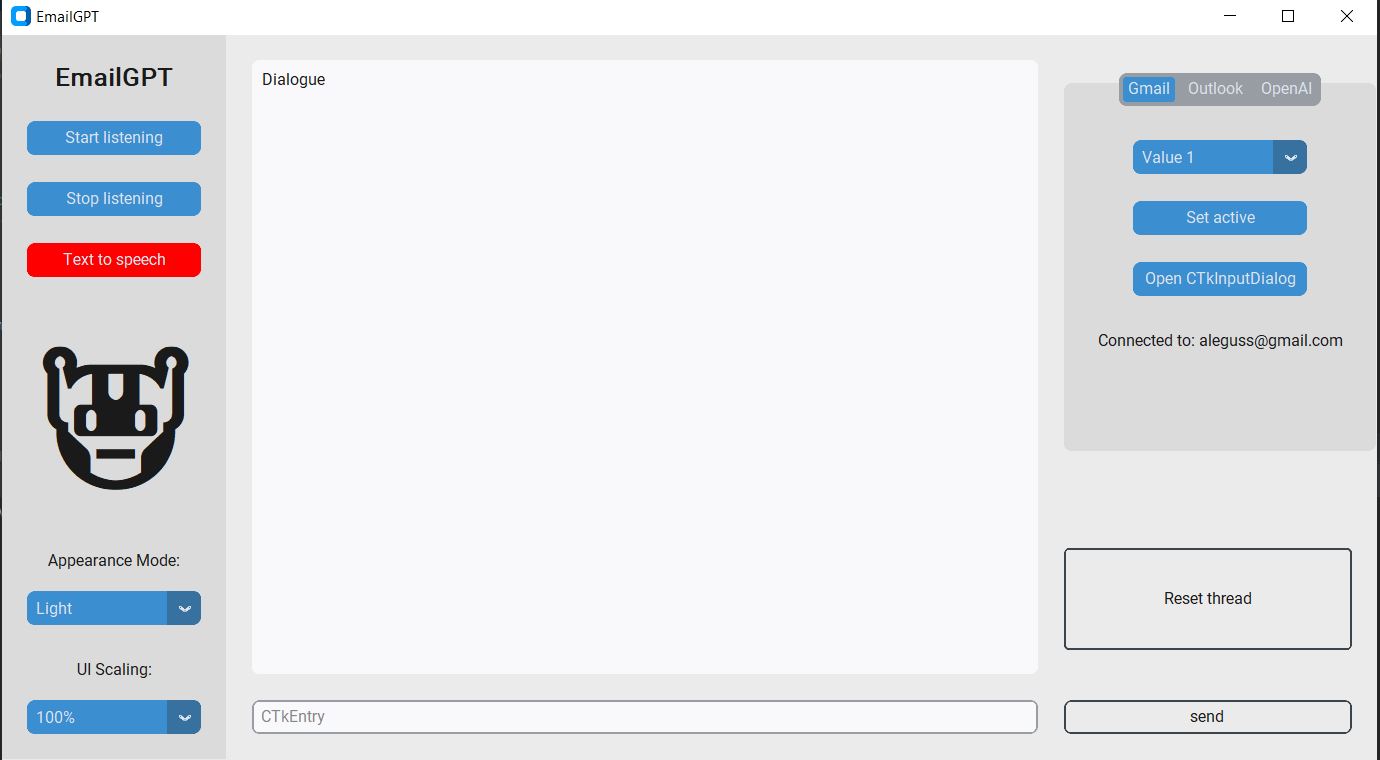 EmailGPT
EmailGPT
Start listening
Stop listening
Text to speech
Appearance Mode:
Light
UI Scaling:
100%
Dialogue
CTkEntry
Gmail Outlook OpenAI
Value 1
Set active
Open CTkInputDialog
Connected to: aleguss@gmail.com
Reset thread
send